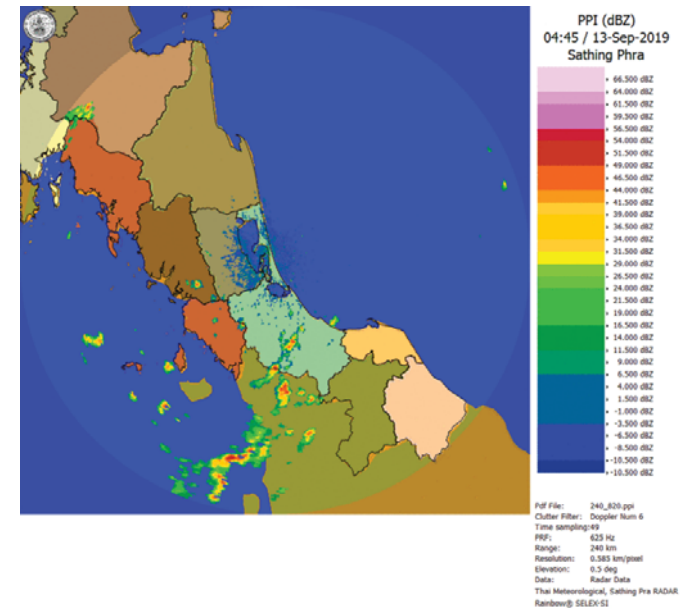 PPI (dBZ)
04:45 / 13-Sep-2019
Sathing Phra
66.500 dBZ
64.000 dBZ
61.500 dBZ
59.500 dBZ
56.500 dBZ
54.000 dBZ
51.500 dBZ
49.000 dBZ
46.500 dBZ
44.000 dBZ
41.500 dBZ
39.000 dBZ
36.500 dBZ
34.000 dBZ
31.500 dBZ
29.000 dBZ
26.500 dBZ
24.000 dBZ
21.500 dBZ
19.000 dBZ
16.500 dBZ
14.000 dBZ
11.500 dBZ
9.000 dBZ
6.500 dBZ
4.000 dBZ
1.500 dBZ
-1.000 dBZ
-3.500 dBZ
-6.500 dBZ
-8.500 dBZ
-10.500 dBZ
-10.500 dBZ
Pdf File: 240_820.ppi
Clutter Filter: Doppler Num 6
Time sampling:49
PRF: 625 Hz
Range: 240 km
Resolution: 0.585 km/pixel
Elevation: 0.5 deg
Data: Radar Data
Thai Meteorological, Sathing Pra RADAR
Rainbow® SELEX-SI